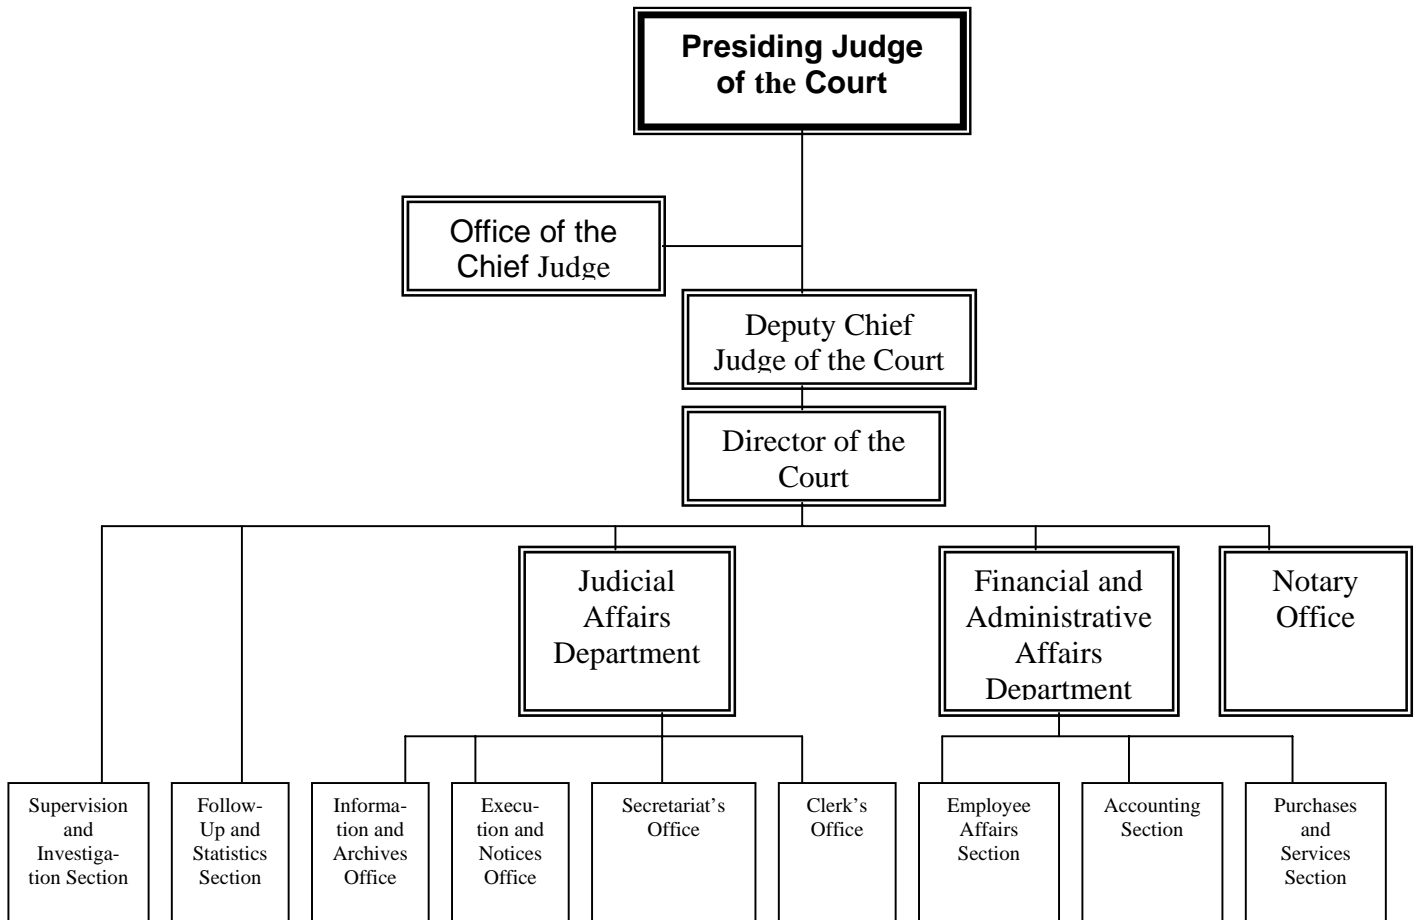 Presiding Judge
of the Court
Office of the
Chief Judge
Deputy Chief
Judge of the Court
Director of the
Court
Judicial
Affairs
Department
Financial and
Administrative
Affairs
Department
Notary
Office
Supervision
and
Investiga-
tion Section
Follow-
Up and
Statistics
Section
Informa-
tion and
Archives
Office
Execu-
tion and
Notices
Office
Secretariat's
Office
Clerk's
Office
Employee
Affairs
Section
Accounting
Section
Purchases
and
Services
Section